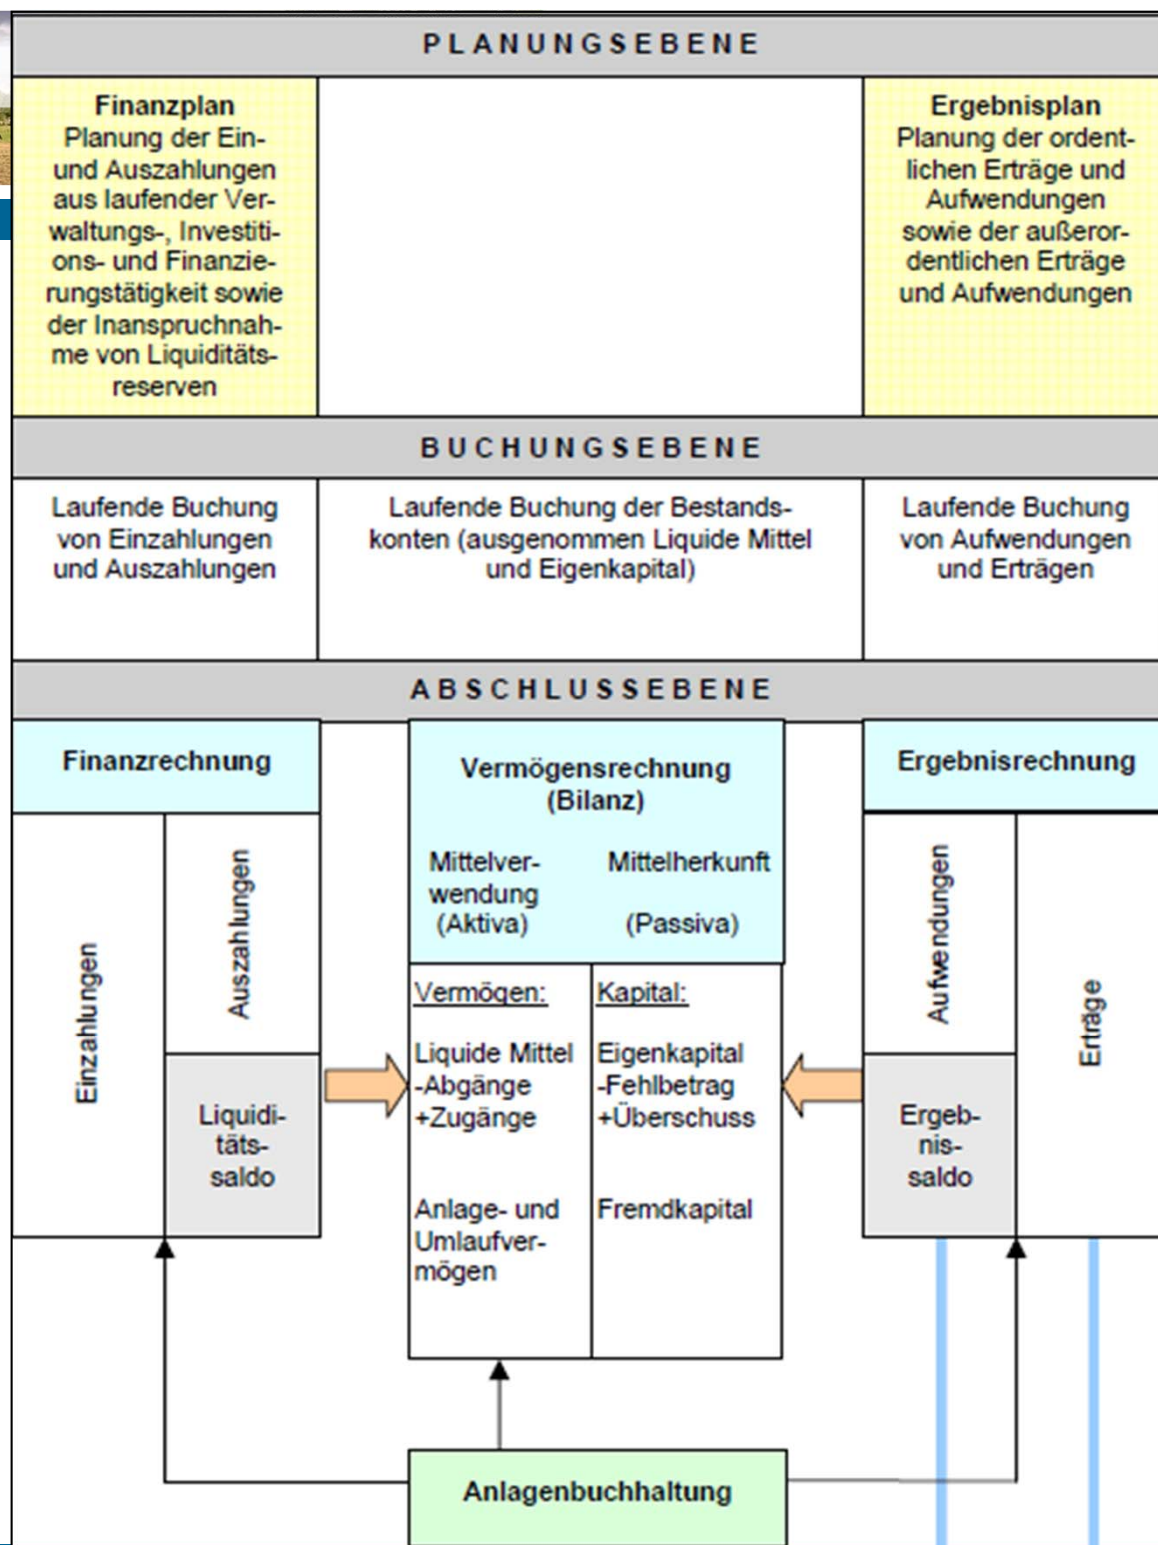 PLANUNGSEBENE
Finanzplan
Planung der Ein-
und Auszahlungen
aus laufender Ver-
waltungs-, Investiti-
ons- und Finanzie-
rungstätigkeit sowie
der Inanspruchnah-
me von Liquiditäts-
reserven
Ergebnisplan
Planung der ordent-
lichen Erträge und
Aufwendungen
sowie der außeror-
dentlichen Erträge
und Aufwendungen
BUCHUNGSEBENE
Laufende Buchung
von Einzahlungen
und Auszahlungen
Laufende Buchung der Bestands-
konten (ausgenommen Liquide Mittel
und Eigenkapital)
Laufende Buchung
von Aufwendungen
und Erträgen
ABSCHLUSSEBENE
Finanzrechnung
Einzahlungen
Auszahlungen
Liquidi-
täts-
saldo
Vermögensrechnung
(Bilanz)
Mittelver-
wendung
(Aktiva)
Mittelherkunft
(Passiva)
Vermögen:
Liquide Mittel
-Abgänge
+Zugänge
Anlage- und
Umlaufver-
mögen
Kapital:
Eigenkapital
-Fehlbetrag
+Überschuss
Fremdkapital
Ergebnisrechnung
Aufwendungen
Ergeb-
nis-
saldo
Erträge
Anlagenbuchhaltung